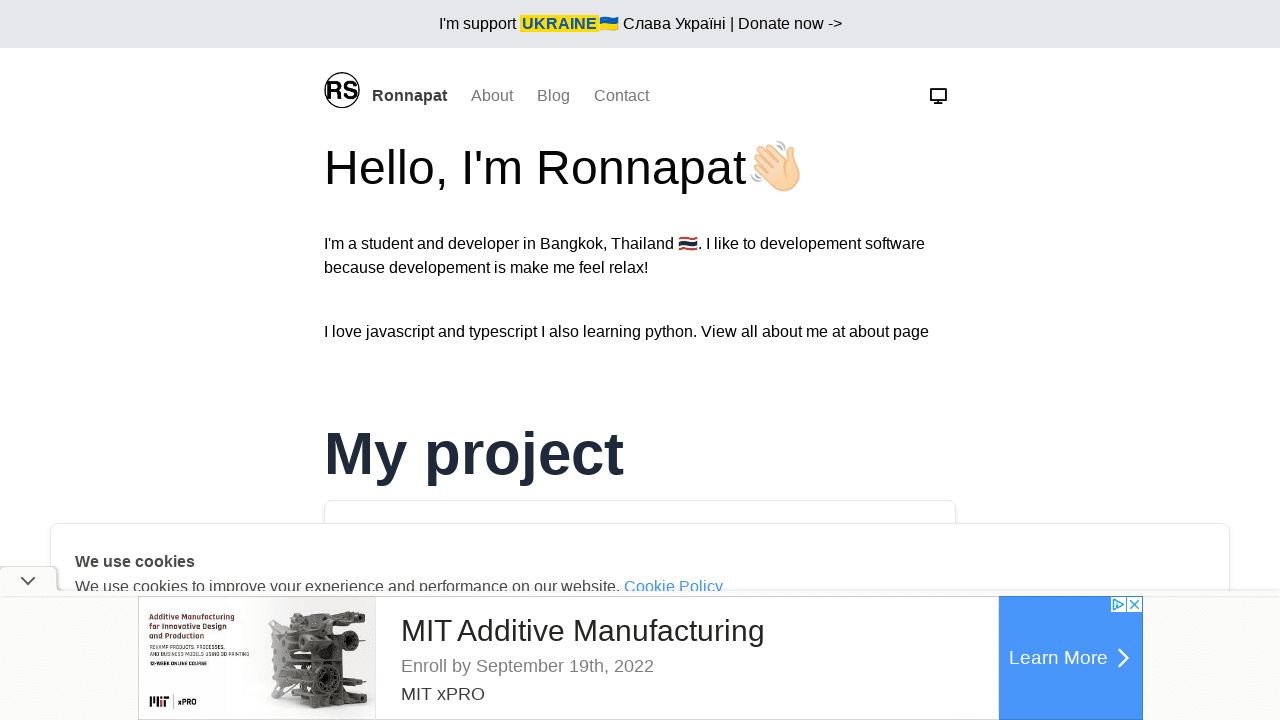 I'm support UKRAINE🇺🇦 Слава Україні | Donate now ->
RS Ronnapat About Blog Contact
Hello, I'm Ronnapat👋🏻
I'm a student and developer in Bangkok, Thailand 🇹🇭. I like to developement software
because developement is make me feel relax!
I love javascript and typescript I also learning python. View all about me at about page
My project
We use cookies
We use cookies to improve your experience and performance on our website. Cookie Policy
Additive Manufacturing
for Innovative Design
and Production
REVAMP PRODUCTS, PROCESSES,
AND BUSINESS MODELS USING 3D PRINTING
12-WEEK ONLINE COURSE
MIT xPRO
MIT Additive Manufacturing
Enroll by September 19th, 2022
MIT xPRO
Learn More